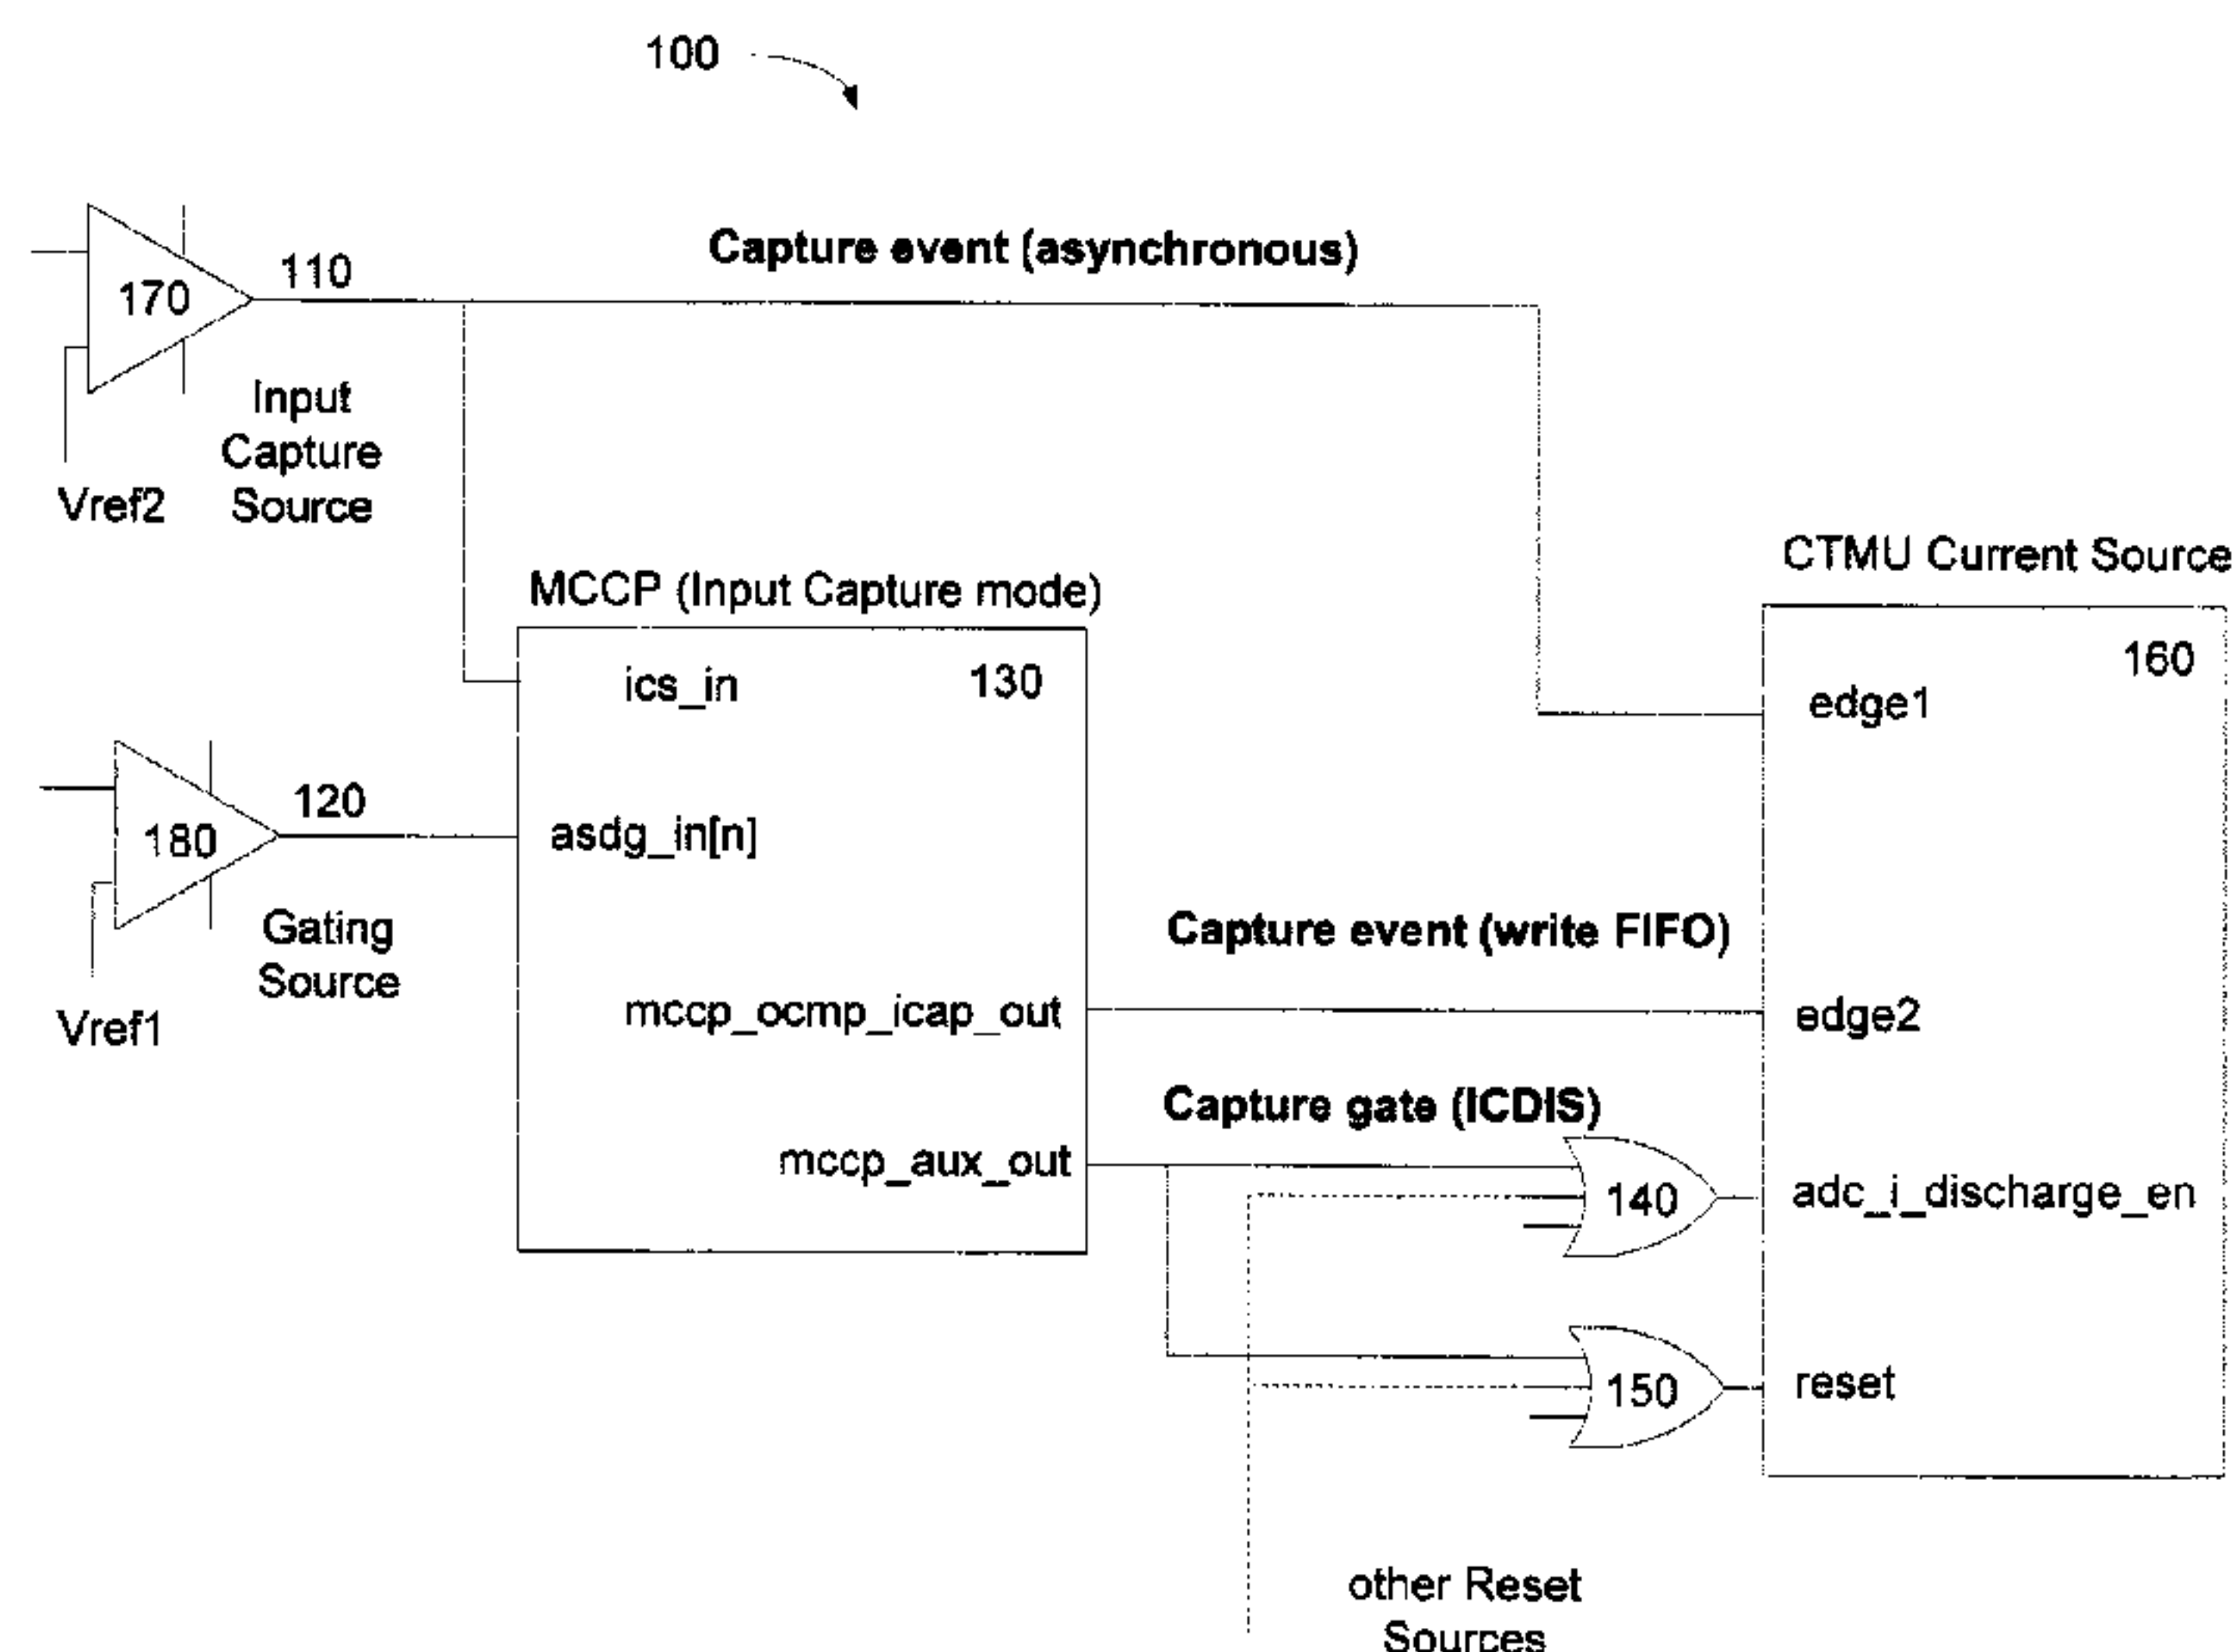 100
Capture event (asynchronous)
110
170
Input
Capture
Source
Vref2
CTMU Current Source
MCCP (Input Capture mode)
160
ics_in
130
edge1
120
asdg_in[n]
180
Gating
Source
Capture event (write FIFO)
Vref1
mccp_ocmp_icap_out
edge2
Capture gate (ICDIS)
mccp_aux_out
140
adc_i_discharge_en
150
reset
other Reset
Sources